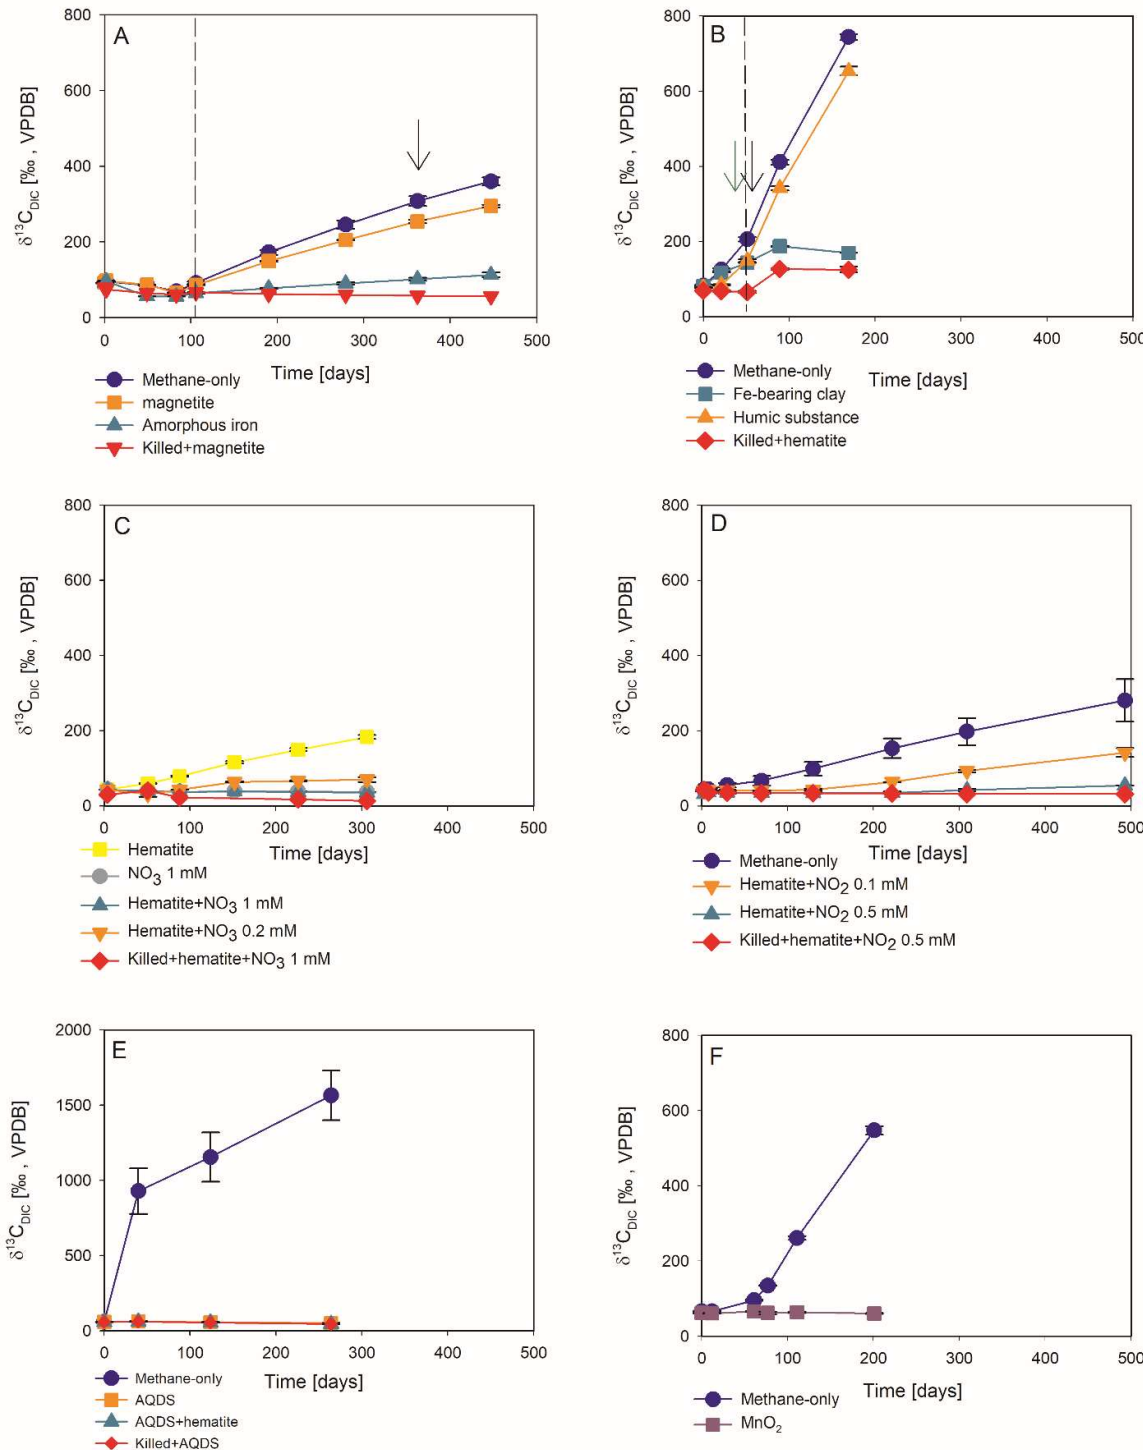 A
800
600
400
200
0
δ¹³C_DIC [‰ , VPDB]
0 100 200 300 400 500
Time [days]
Methane-only
magnetite
Amorphous iron
Killed+magnetite
B
800
600
400
200
0
δ¹³C_DIC [‰ , VPDB]
0 100 200 300 400 500
Time [days]
Methane-only
Fe-bearing clay
Humic substance
Killed+hematite
C
800
600
400
200
0
δ¹³C_DIC [‰ , VPDB]
0 100 200 300 400 500
Time [days]
Hematite
NO₃ 1 mM
Hematite+NO₃ 1 mM
Hematite+NO₃ 0.2 mM
Killed+hematite+NO₃ 1 mM
D
800
600
400
200
0
δ¹³C_DIC [‰ , VPDB]
0 100 200 300 400 500
Time [days]
Methane-only
Hematite+NO₂ 0.1 mM
Hematite+NO₂ 0.5 mM
Killed+hematite+NO₂ 0.5 mM
E
2000
1500
1000
500
0
δ¹³C_DIC [‰ , VPDB]
0 100 200 300 400 500
Time [days]
Methane-only
AQDS
AQDS+hematite
Killed+AQDS
F
800
600
400
200
0
δ¹³C_DIC [‰ , VPDB]
0 100 200 300 400 500
Time [days]
Methane-only
MnO₂